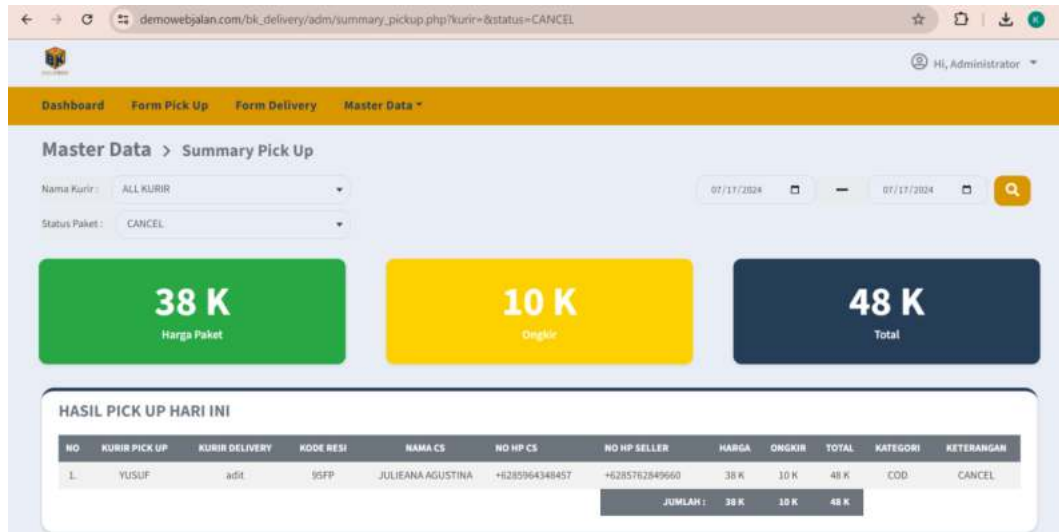 demowebjalan.com/bk_delivery/adm/summary_pickup.php?kurir=&status=CANCEL
K
BK
Hi, Administrator
Dashboard Form Pick Up Form Delivery Master Data
Master Data > Summary Pick Up
Nama Kurir : ALL KURIR 07/17/2024 — 07/17/2024
Status Paket : CANCEL
38 K 10 K 48 K
Harga Paket Ongkir Total
HASIL PICK UP HARI INI
NO KURIR PICK UP KURIR DELIVERY KODE RESI NAMA CS NO HP CS NO HP SELLER HARGA ONGKIR TOTAL KATEGORI KETERANGAN
1. YUSUF adit 95FP JULIEANA AGUSTINA +6285964348457 +6285762849660 38 K 10 K 48 K COD CANCEL
JUMLAH : 38 K 10 K 48 K